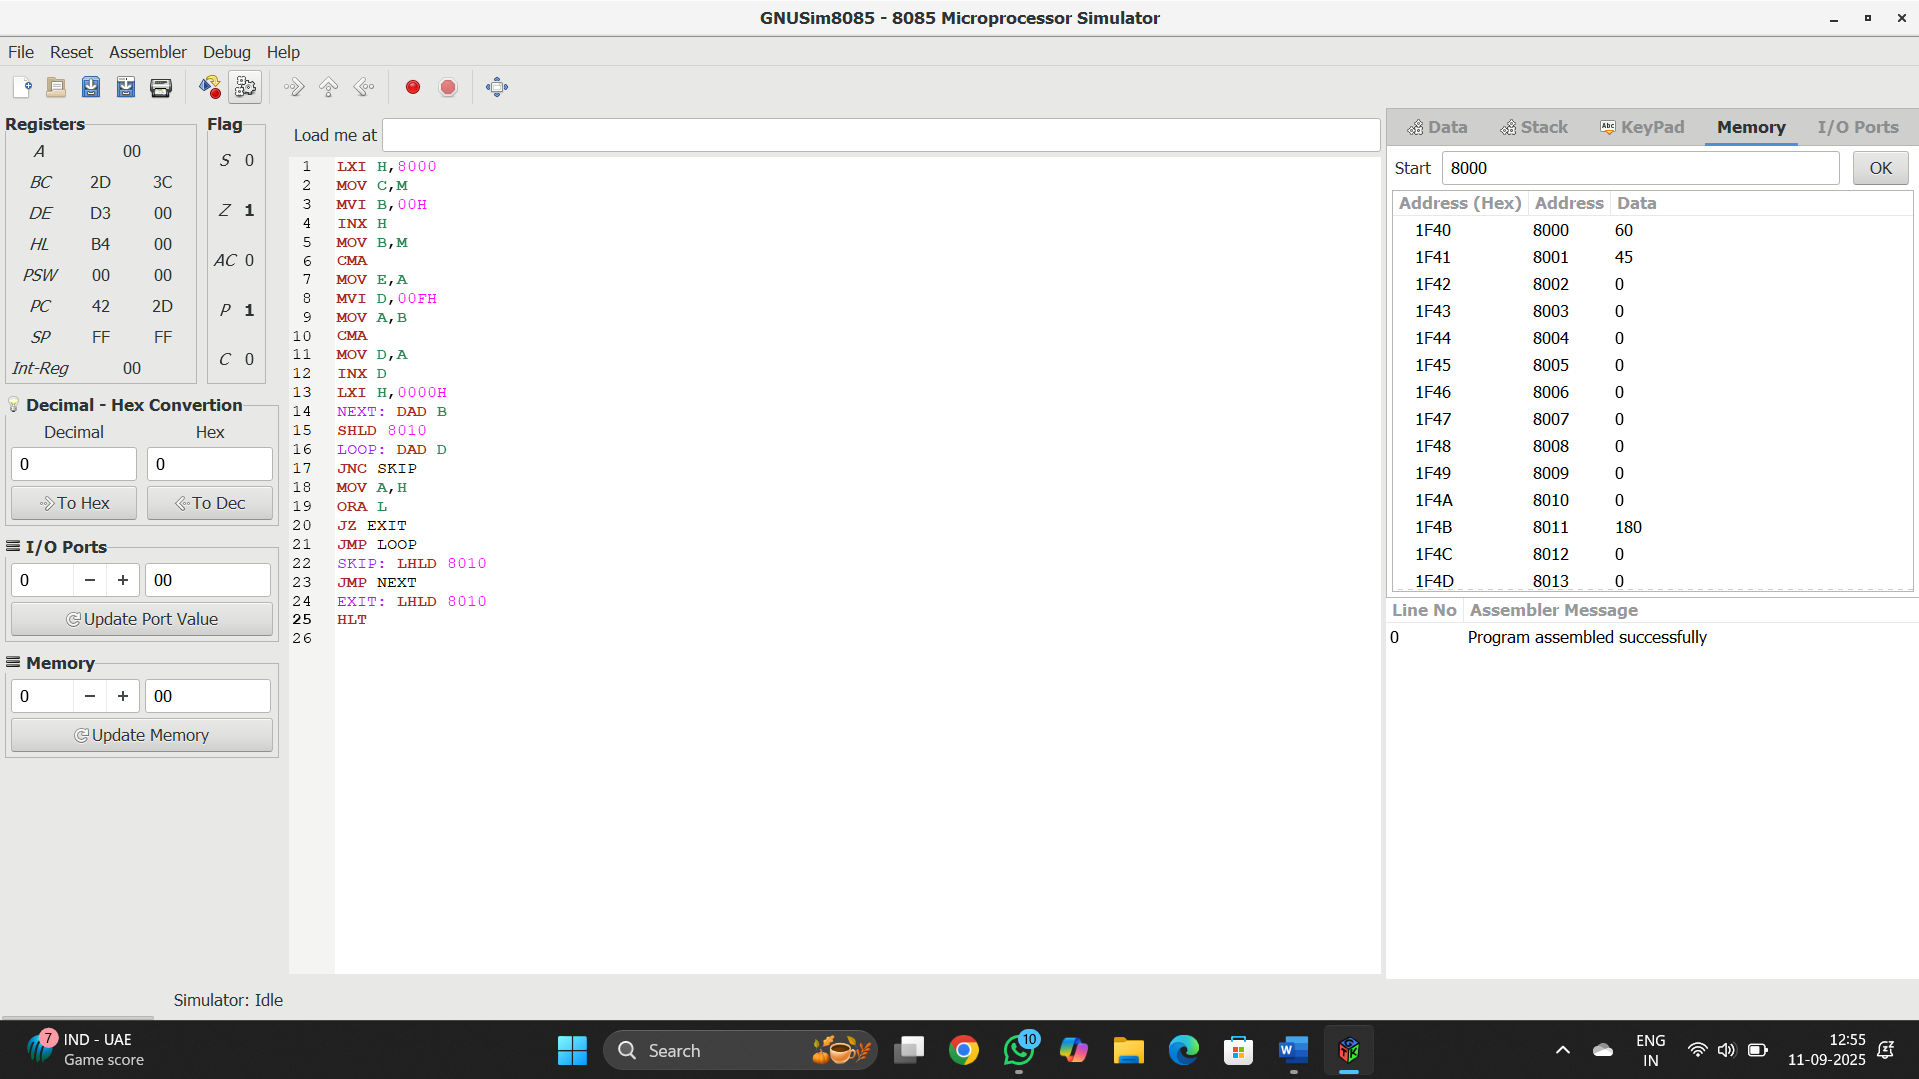 GNUSim8085 - 8085 Microprocessor Simulator
File Reset Assembler Debug Help
Registers
A 00
BC 2D 3C
DE D3 00
HL B4 00
PSW 00 00
PC 42 2D
SP FF FF
Int-Reg 00
Flag
S 0
Z 1
AC 0
P 1
C 0
Decimal - Hex Convertion
Decimal Hex
0 0
To Hex To Dec
I/O Ports
0 − + 00
Update Port Value
Memory
0 − + 00
Update Memory
Load me at
1 LXI H,8000
2 MOV C,M
3 MVI B,00H
4 INX H
5 MOV B,M
6 CMA
7 MOV E,A
8 MVI D,00FH
9 MOV A,B
10 CMA
11 MOV D,A
12 INX D
13 LXI H,0000H
14 NEXT: DAD B
15 SHLD 8010
16 LOOP: DAD D
17 JNC SKIP
18 MOV A,H
19 ORA L
20 JZ EXIT
21 JMP LOOP
22 SKIP: LHLD 8010
23 JMP NEXT
24 EXIT: LHLD 8010
25 HLT
26
Data Stack Abc KeyPad Memory I/O Ports
Start 8000 OK
Address (Hex) Address Data
1F40 8000 60
1F41 8001 45
1F42 8002 0
1F43 8003 0
1F44 8004 0
1F45 8005 0
1F46 8006 0
1F47 8007 0
1F48 8008 0
1F49 8009 0
1F4A 8010 0
1F4B 8011 180
1F4C 8012 0
1F4D 8013 0
Line No Assembler Message
0 Program assembled successfully
Simulator: Idle
7
IND - UAE
Game score
Search
10
W
ENG
IN
12:55
11-09-2025